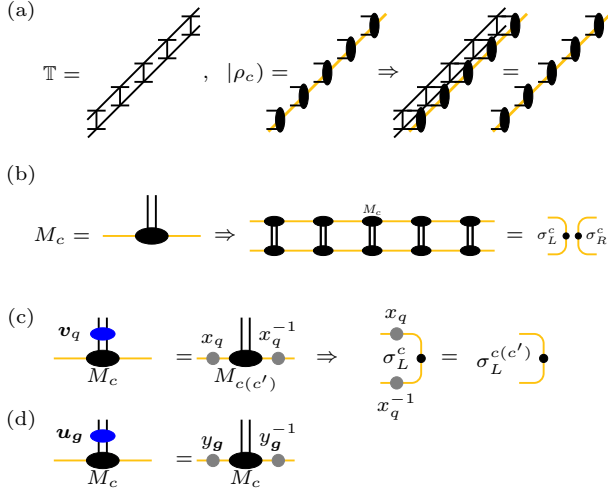 (a)
𝕋 = , |ρ_c) = ⇒ =
(b)
M_c = ⇒ M_c = σ_L^c σ_R^c
(c)
v_q M_c = x_q x_q^{-1} M_{c(c')} ⇒ x_q σ_L^c x_q^{-1} = σ_L^{c(c')}
(d)
u_g M_c = y_g y_g^{-1} M_c